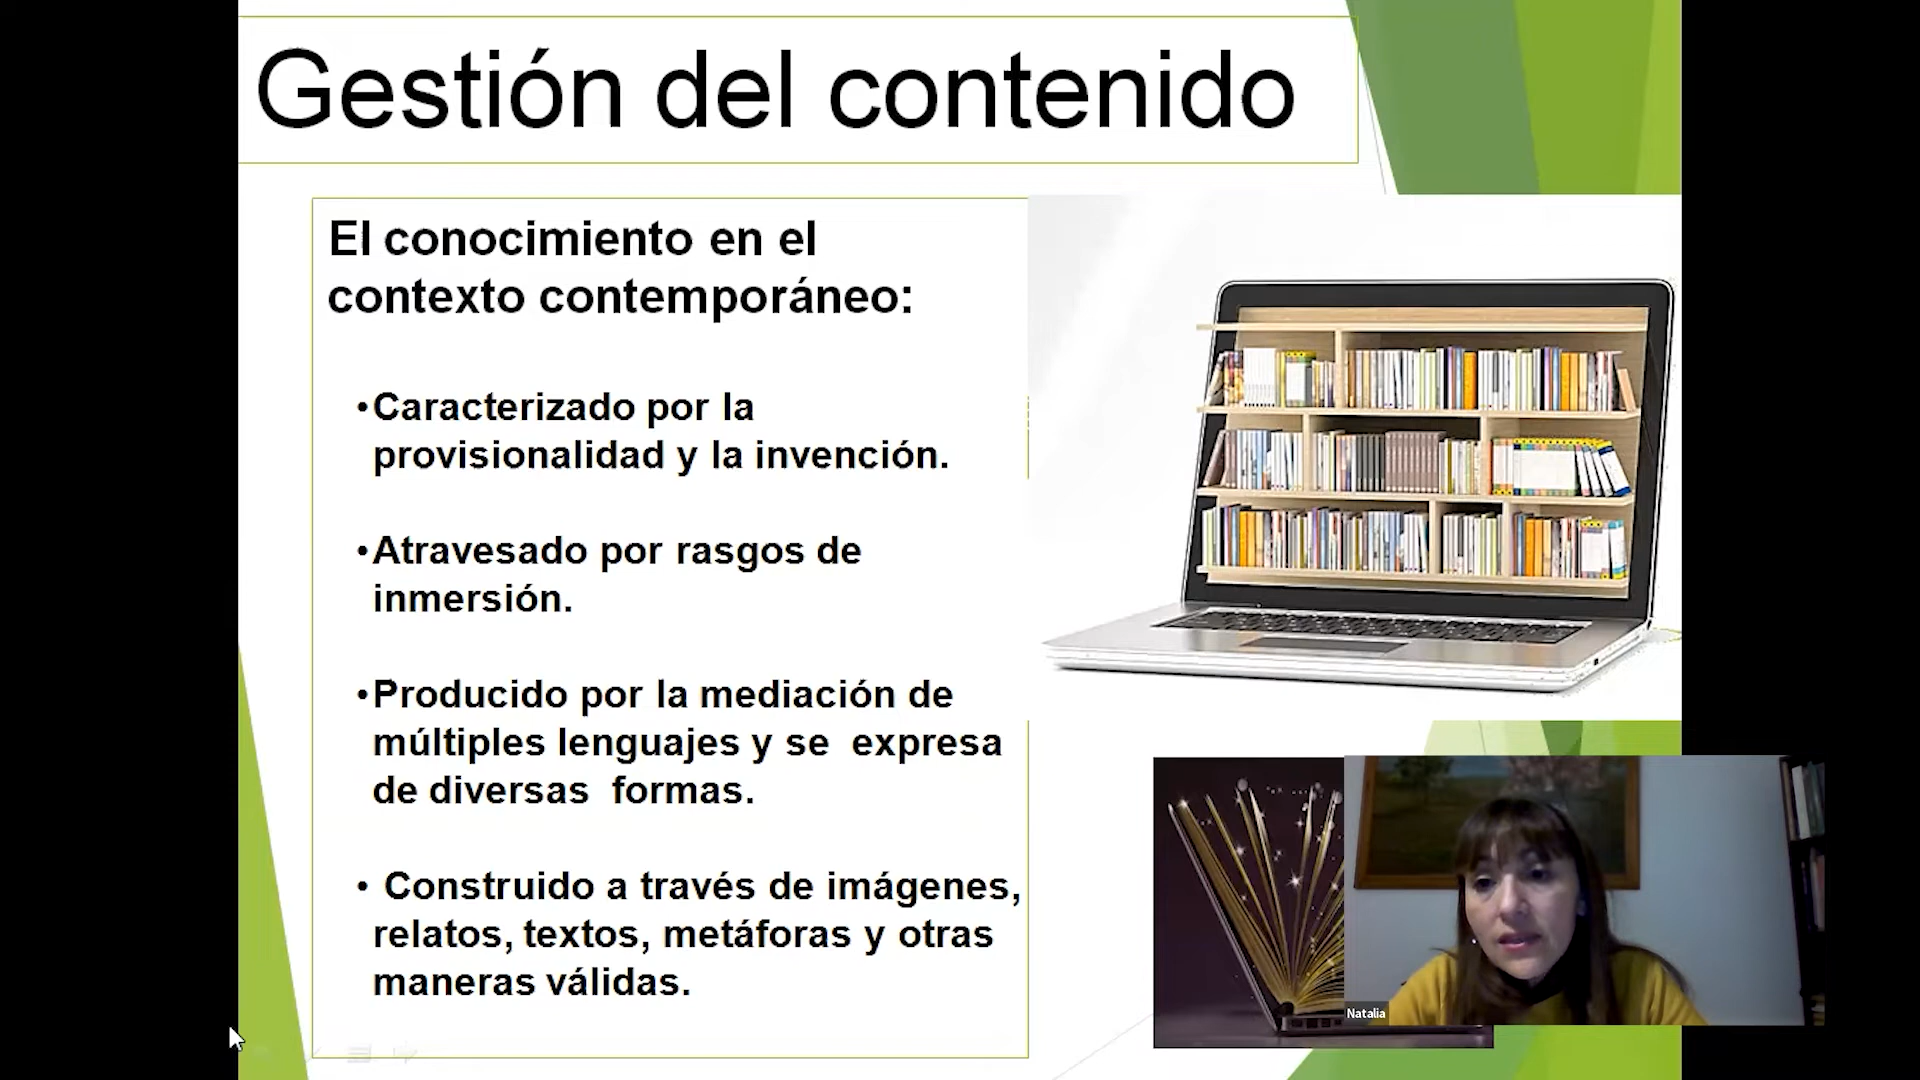 Gestión del contenido
El conocimiento en el
contexto contemporáneo:
•Caracterizado por la
provisionalidad y la invención.
•Atravesado por rasgos de
inmersión.
•Producido por la mediación de
múltiples lenguajes y se expresa
de diversas formas.
• Construido a través de imágenes,
relatos, textos, metáforas y otras
maneras válidas.
Natalia